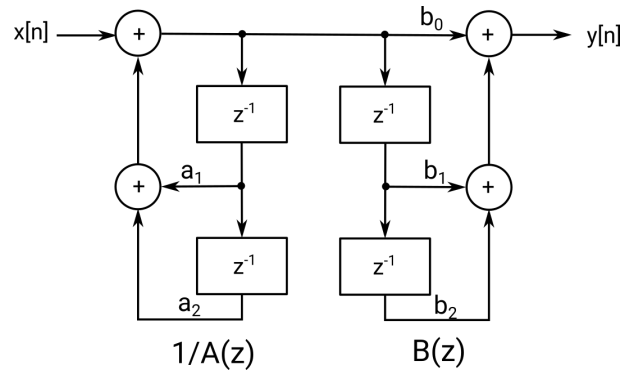 x[n] + b₀ + y[n]
z⁻¹ z⁻¹
+ a₁ b₁ +
z⁻¹ z⁻¹
a₂ b₂
1/A(z) B(z)